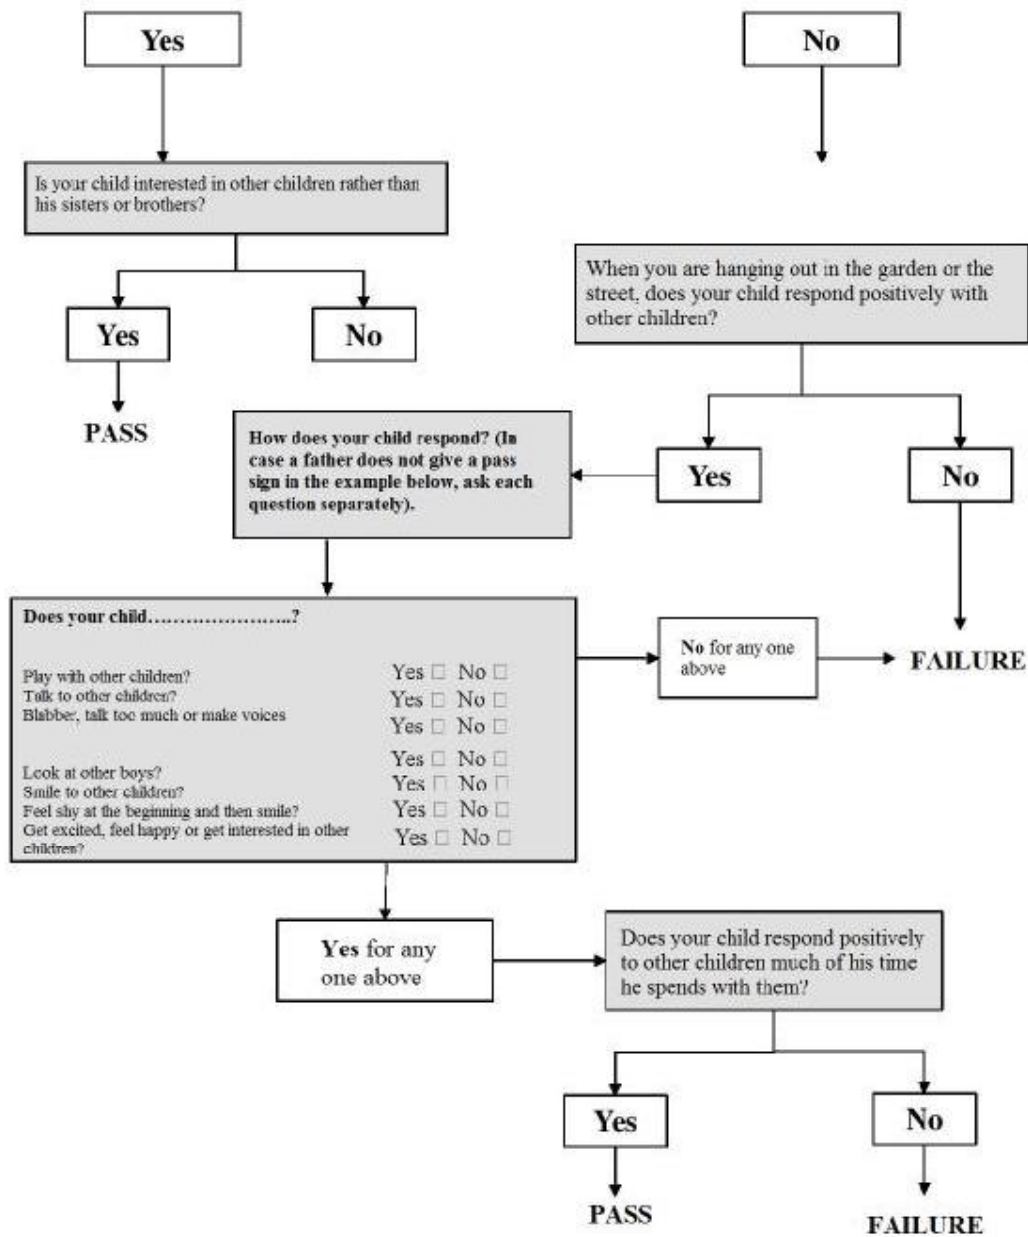 Yes
No
Is your child interested in other children rather than
his sisters or brothers?
When you are hanging out in the garden or the
street, does your child respond positively with
other children?
Yes
No
PASS
How does your child respond? (In
case a father does not give a pass
sign in the example below, ask each
question separately).
Yes
No
Does your child…………………..?
Play with other children?
Yes □ No □
Talk to other children?
Yes □ No □
Blabber, talk too much or make voices
Yes □ No □
Look at other boys?
Yes □ No □
Smile to other children?
Yes □ No □
Feel shy at the beginning and then smile?
Yes □ No □
Get excited, feel happy or get interested in other
children?
Yes □ No □
No for any one
above
FAILURE
Yes for any
one above
Does your child respond positively
to other children much of his time
he spends with them?
Yes
No
PASS
FAILURE